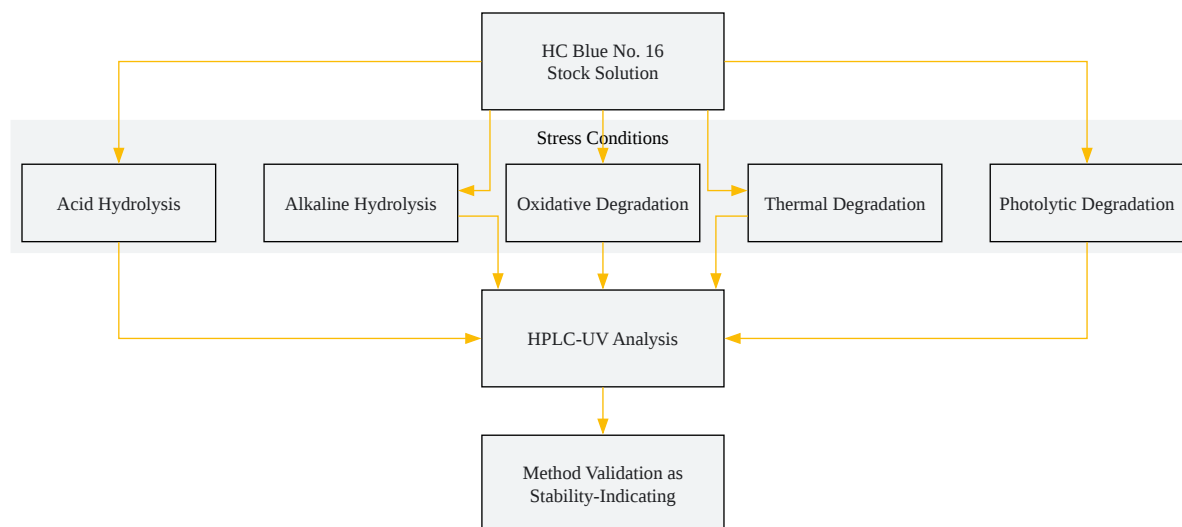 HC Blue No. 16
Stock Solution
Stress Conditions
Acid Hydrolysis
Alkaline Hydrolysis
Oxidative Degradation
Thermal Degradation
Photolytic Degradation
HPLC-UV Analysis
Method Validation as
Stability-Indicating